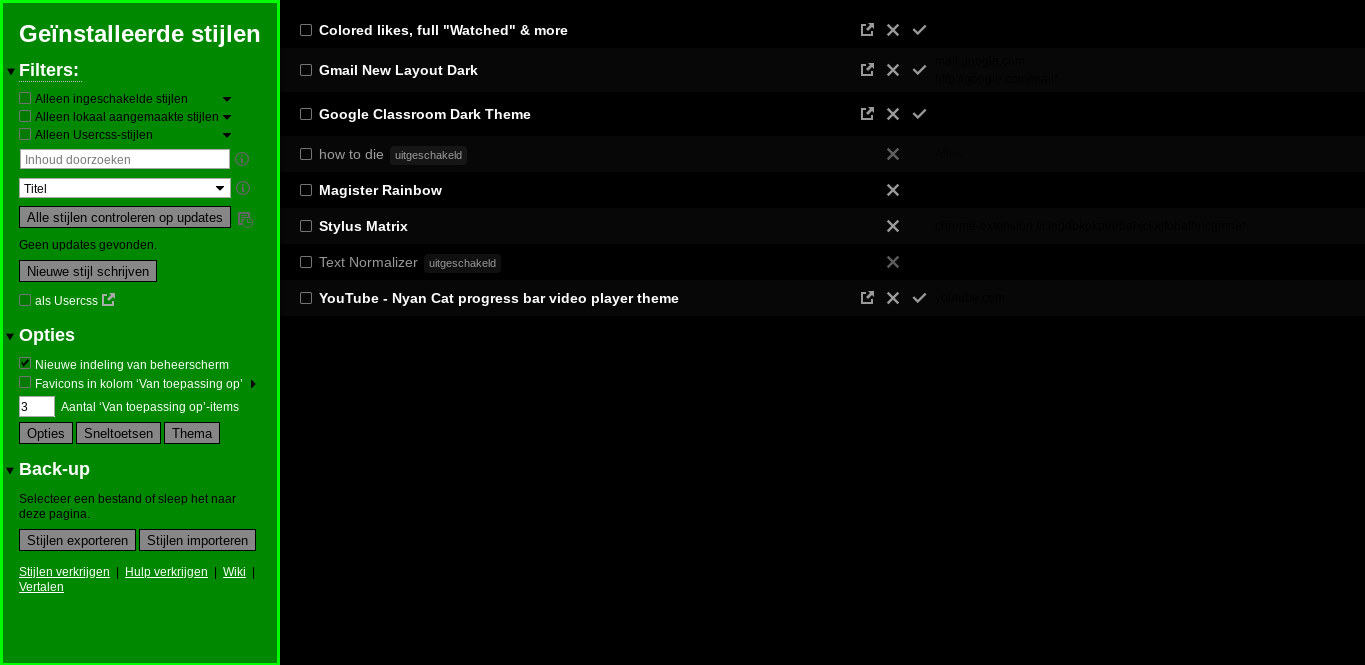 Geïnstalleerde stijlen
Filters:
Alleen ingeschakelde stijlen
Alleen lokaal aangemaakte stijlen
Alleen Usercss-stijlen
Inhoud doorzoeken
Titel
Alle stijlen controleren op updates
Geen updates gevonden.
Nieuwe stijl schrijven
als Usercss
Opties
Nieuwe indeling van beheerscherm
Favicons in kolom ‘Van toepassing op’
3 Aantal ‘Van toepassing op’-items
Opties Sneltoetsen Thema
Back-up
Selecteer een bestand of sleep het naar
deze pagina.
Stijlen exporteren Stijlen importeren
Stijlen verkrijgen | Hulp verkrijgen | Wiki |
Vertalen
Colored likes, full "Watched" & more
Gmail New Layout Dark
mail.google.com
Google Classroom Dark Theme
how to die uitgeschakeld
Magister Rainbow
Stylus Matrix
Text Normalizer uitgeschakeld
YouTube - Nyan Cat progress bar video player theme
youtube.com